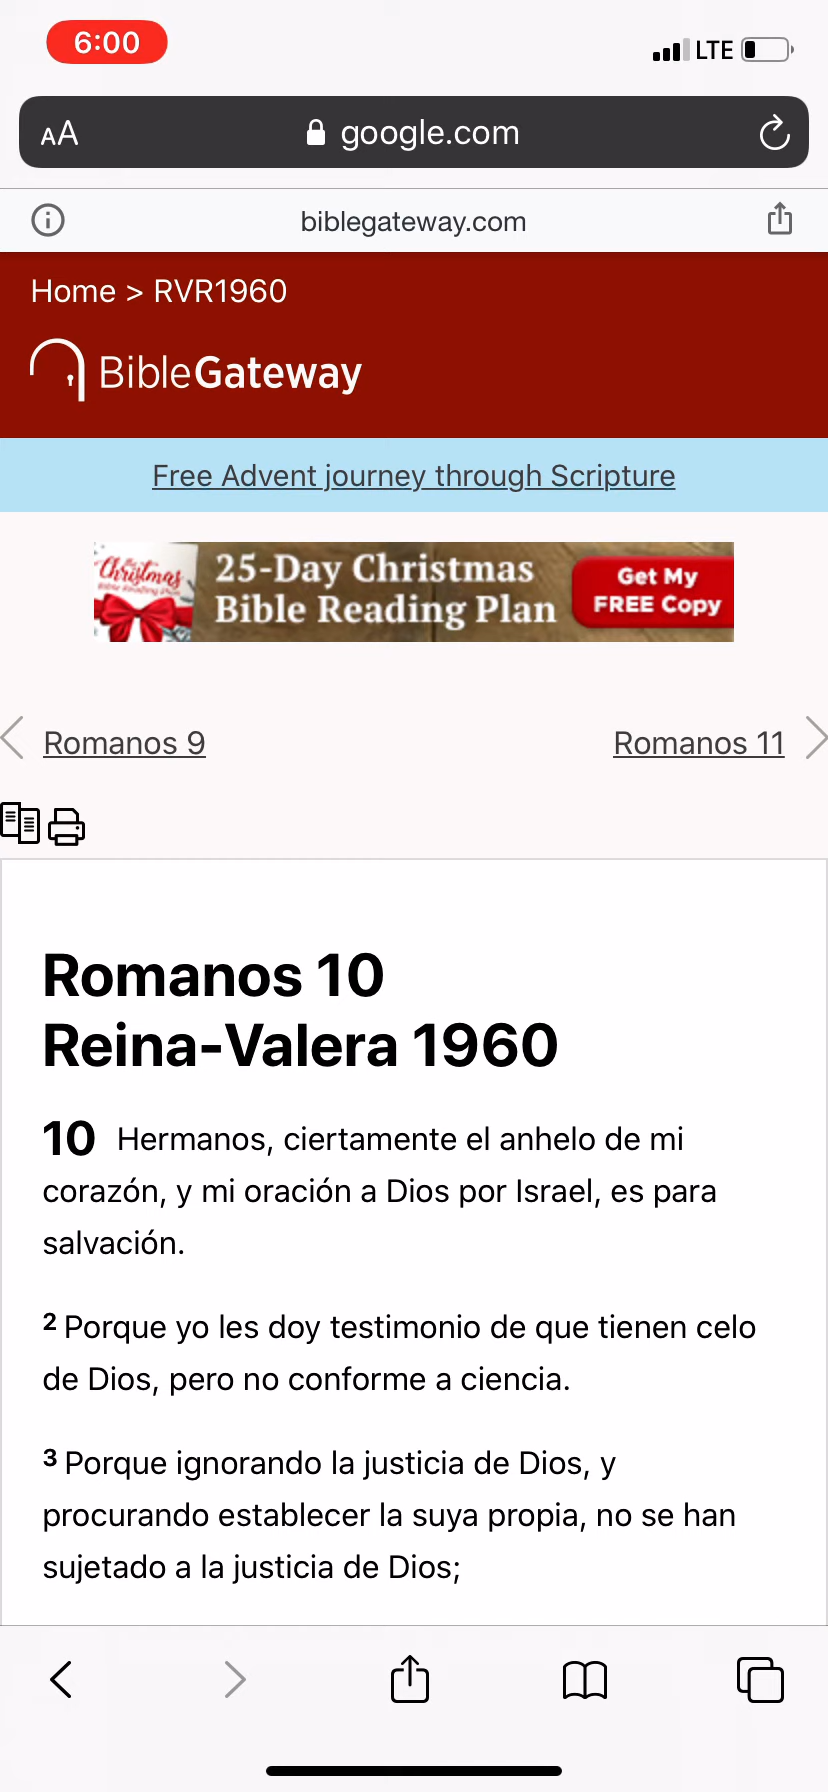 6:00
LTE
AA google.com
biblegateway.com
Home > RVR1960
BibleGateway
Free Advent journey through Scripture
Christmas
25-Day Christmas
Bible Reading Plan
Get My
FREE Copy
Romanos 9
Romanos 11
Romanos 10
Reina-Valera 1960
10 Hermanos, ciertamente el anhelo de mi
corazón, y mi oración a Dios por Israel, es para
salvación.
2 Porque yo les doy testimonio de que tienen celo
de Dios, pero no conforme a ciencia.
3 Porque ignorando la justicia de Dios, y
procurando establecer la suya propia, no se han
sujetado a la justicia de Dios;